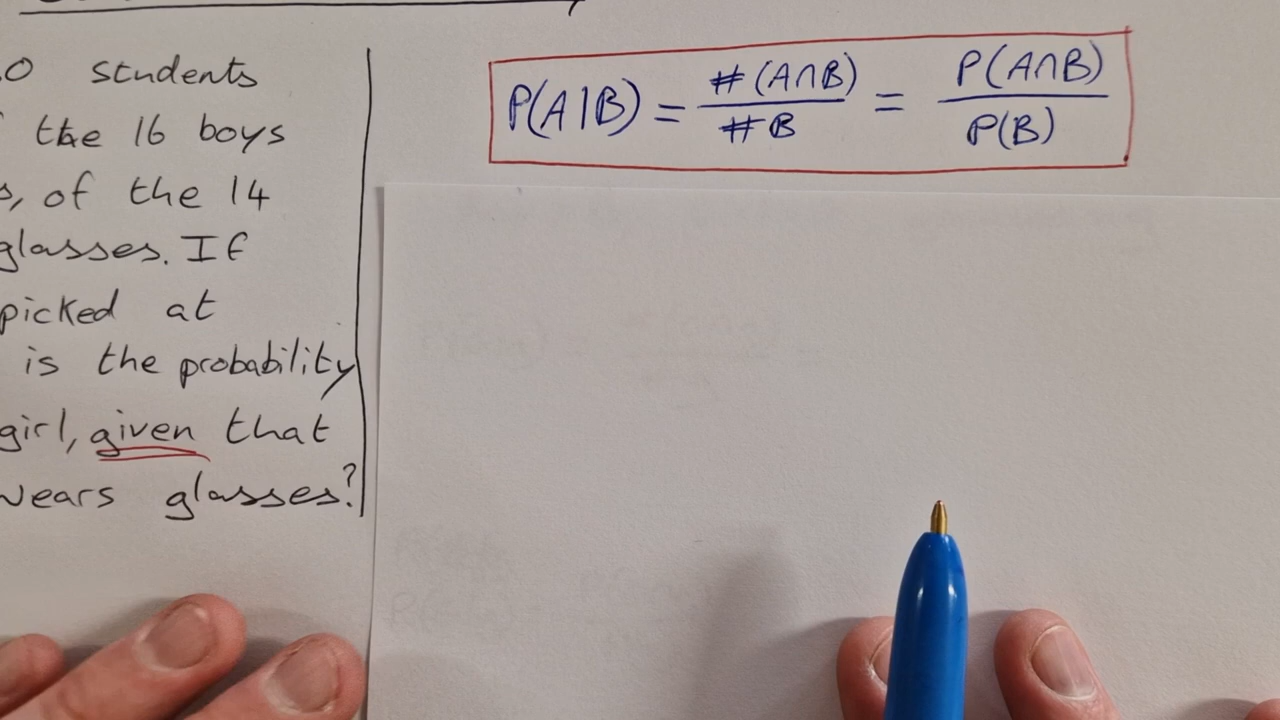 students
the 16 boys
, of the 14
glasses. If
picked at
is the probability
girl, given that
wears glasses?
P(A|B) = #(A∩B) / #B = P(A∩B) / P(B)